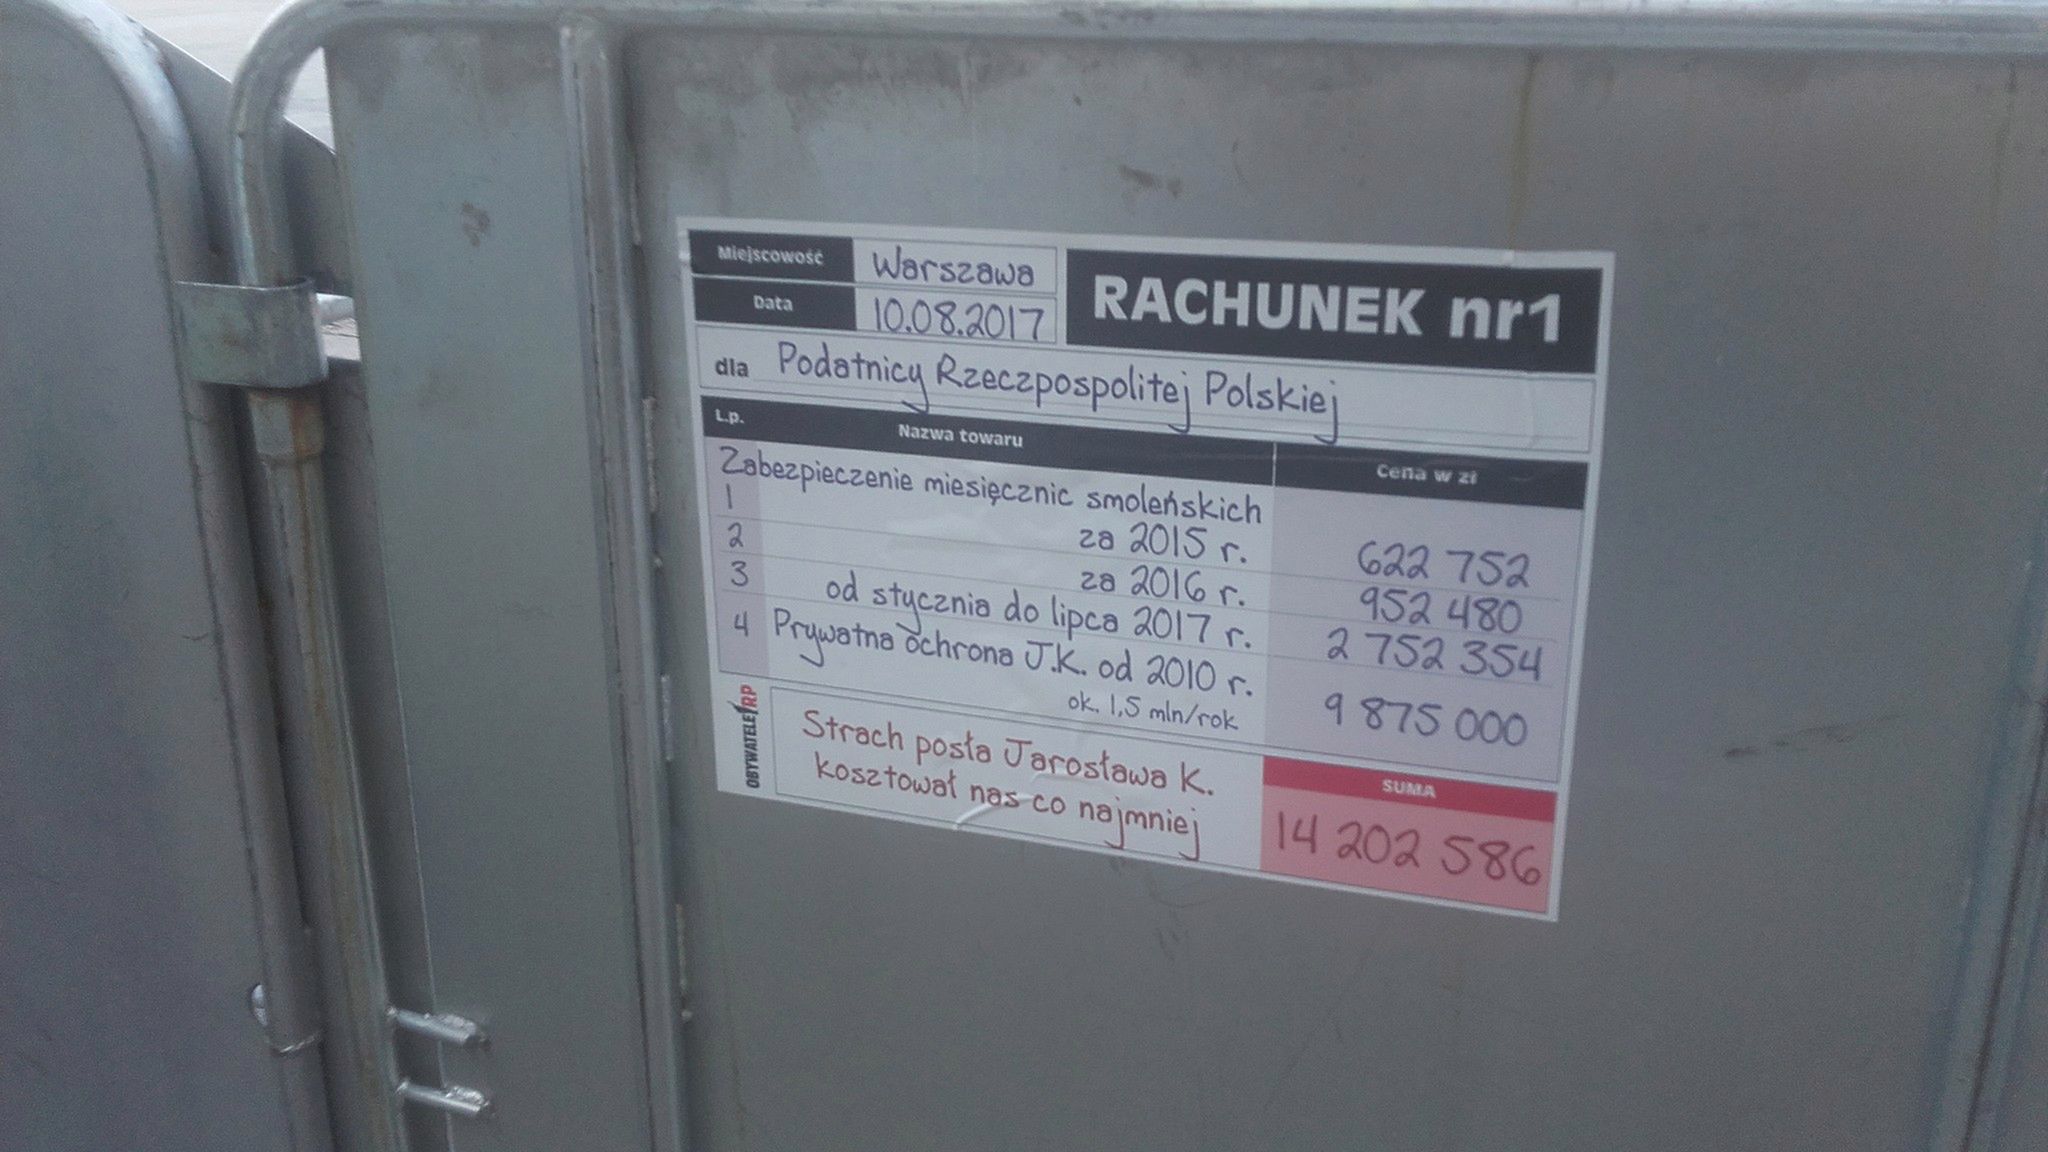 Miejscowość Warszawa
Data 10.08.2017
RACHUNEK nr 1
dla Podatnicy Rzeczpospolitej Polskiej
L.p. Nazwa towaru Cena w zł
Zabezpieczenie miesięcznic smoleńskich
1 za 2015 r. 622 752
2 za 2016 r. 952 480
3 od stycznia do lipca 2017 r. 2 752 354
4 Prywatna ochrona J.K. od 2010 r. 9 875 000
ok. 1,5 mln/rok
OBYWATELE RP
Strach posła Jarosława K.
kosztował nas co najmniej
SUMA
14 202 586